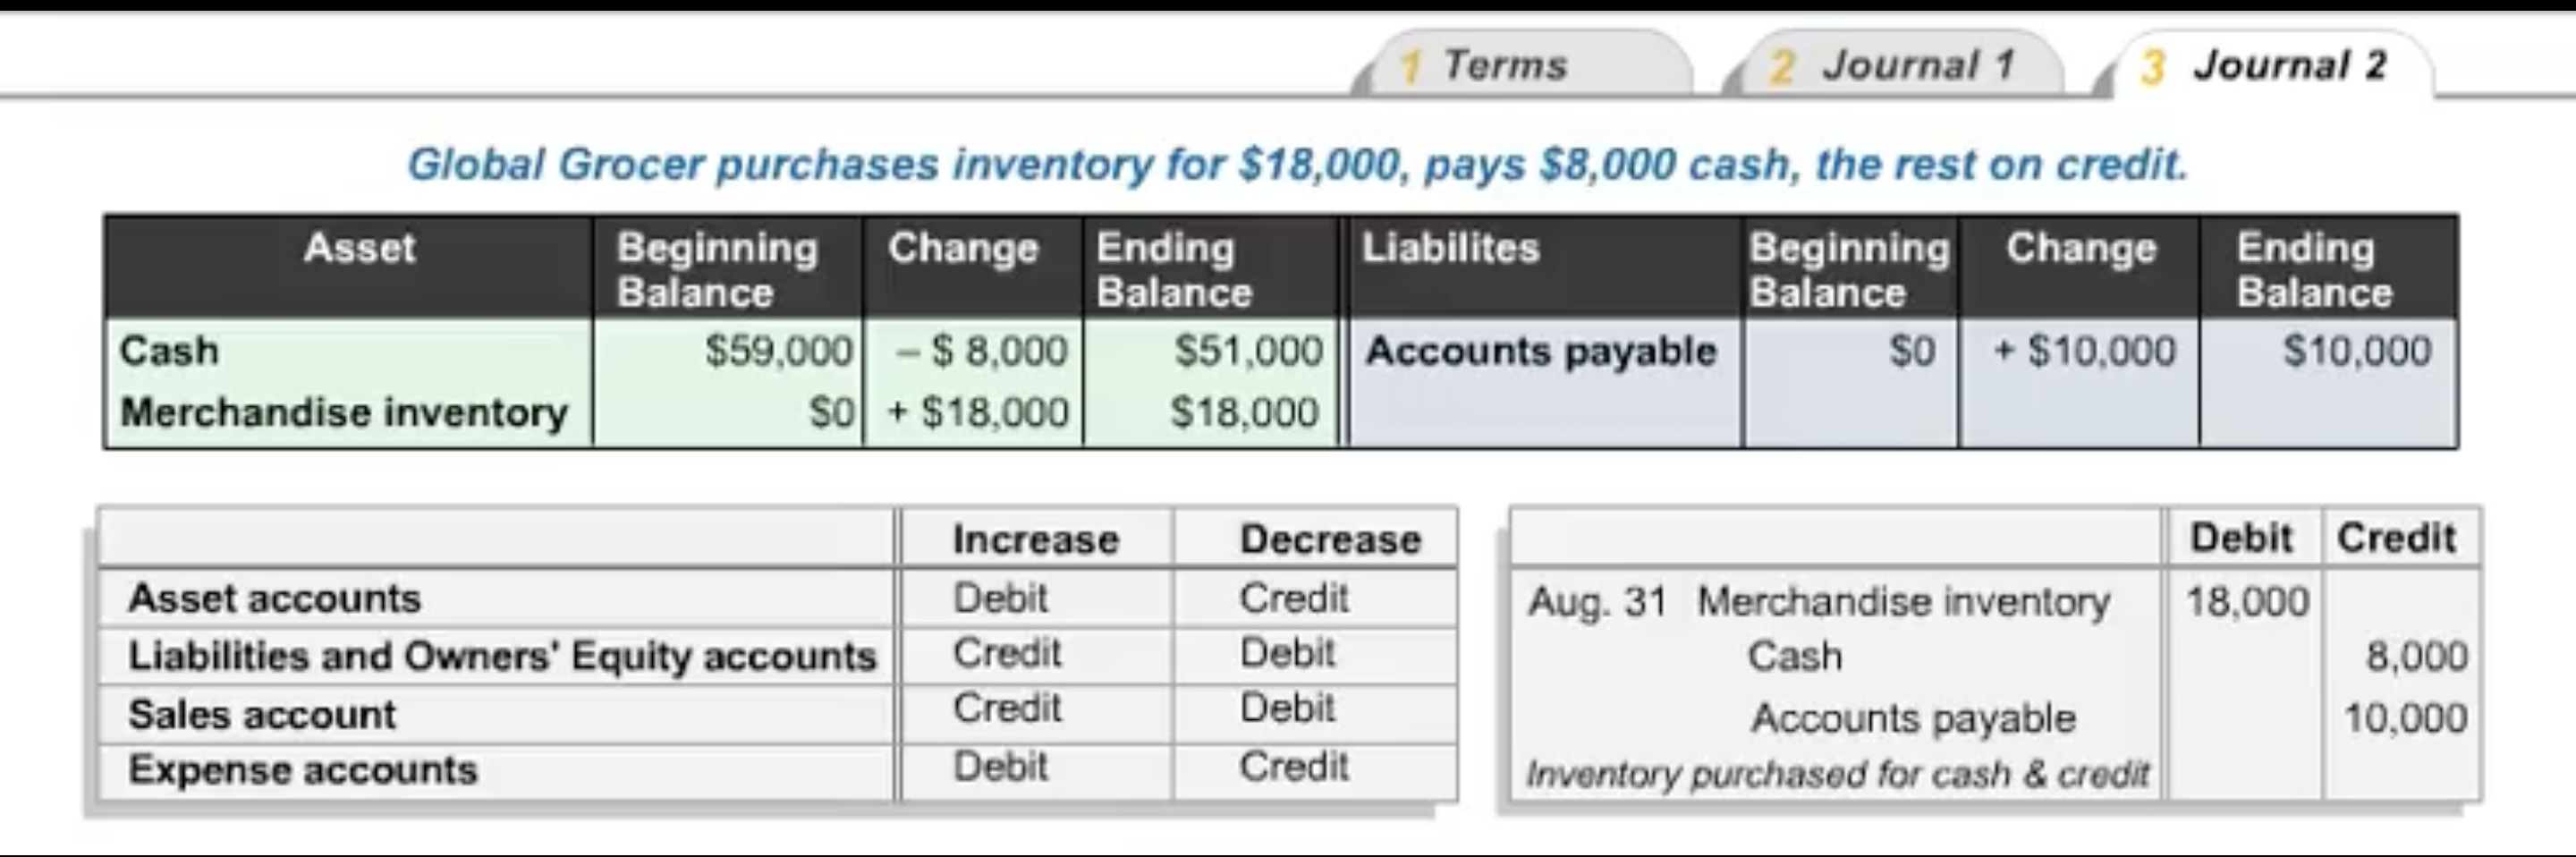 1 Terms 2 Journal 1 3 Journal 2
Global Grocer purchases inventory for $18,000, pays $8,000 cash, the rest on credit.
Asset Beginning Balance Change Ending Balance Liabilites Beginning Balance Change Ending Balance
Cash $59,000 – $ 8,000 $51,000 Accounts payable $0 + $10,000 $10,000
Merchandise inventory $0 + $18,000 $18,000
Increase Decrease
Asset accounts Debit Credit
Liabilities and Owners' Equity accounts Credit Debit
Sales account Credit Debit
Expense accounts Debit Credit
Debit Credit
Aug. 31 Merchandise inventory 18,000
Cash 8,000
Accounts payable 10,000
Inventory purchased for cash & credit